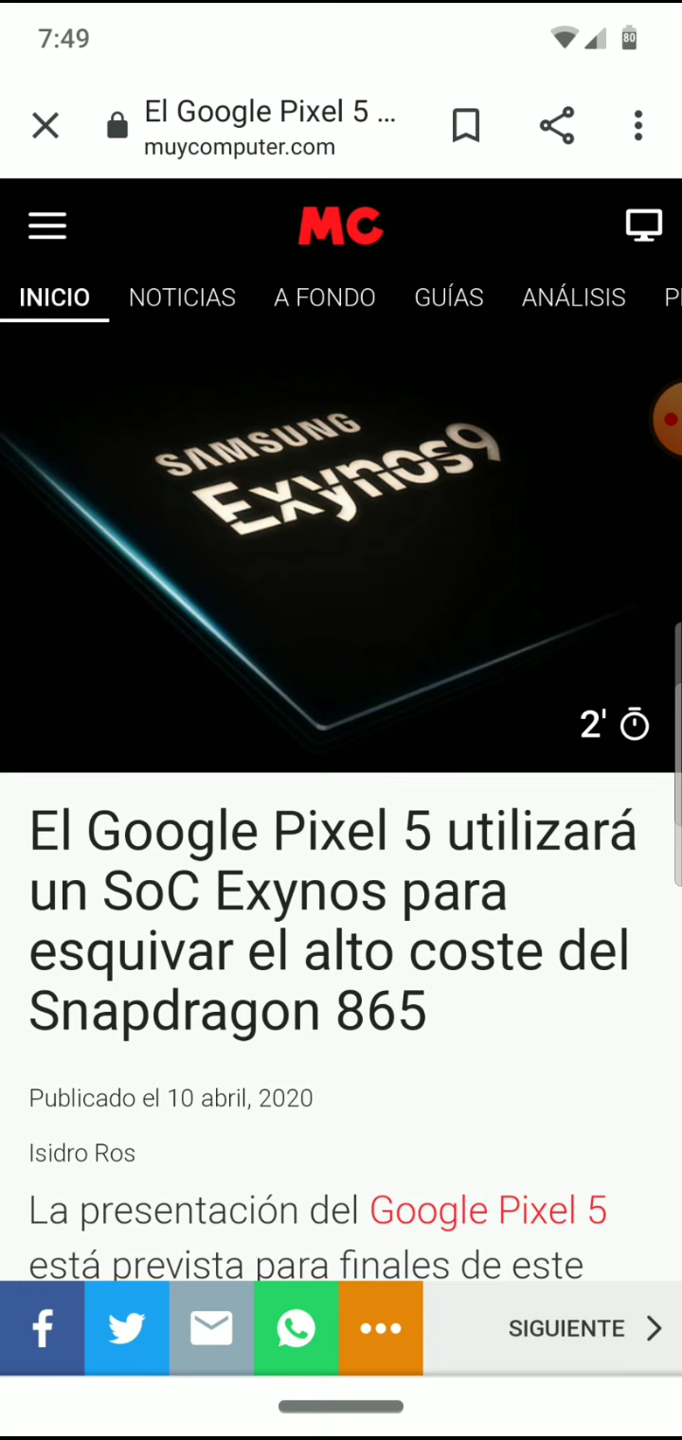 7:49
80
El Google Pixel 5 ...
muycomputer.com
MC
INICIO NOTICIAS A FONDO GUÍAS ANÁLISIS
SAMSUNG
Exynos9
2'
El Google Pixel 5 utilizará
un SoC Exynos para
esquivar el alto coste del
Snapdragon 865
Publicado el 10 abril, 2020
Isidro Ros
La presentación del Google Pixel 5
está prevista para finales de este
SIGUIENTE